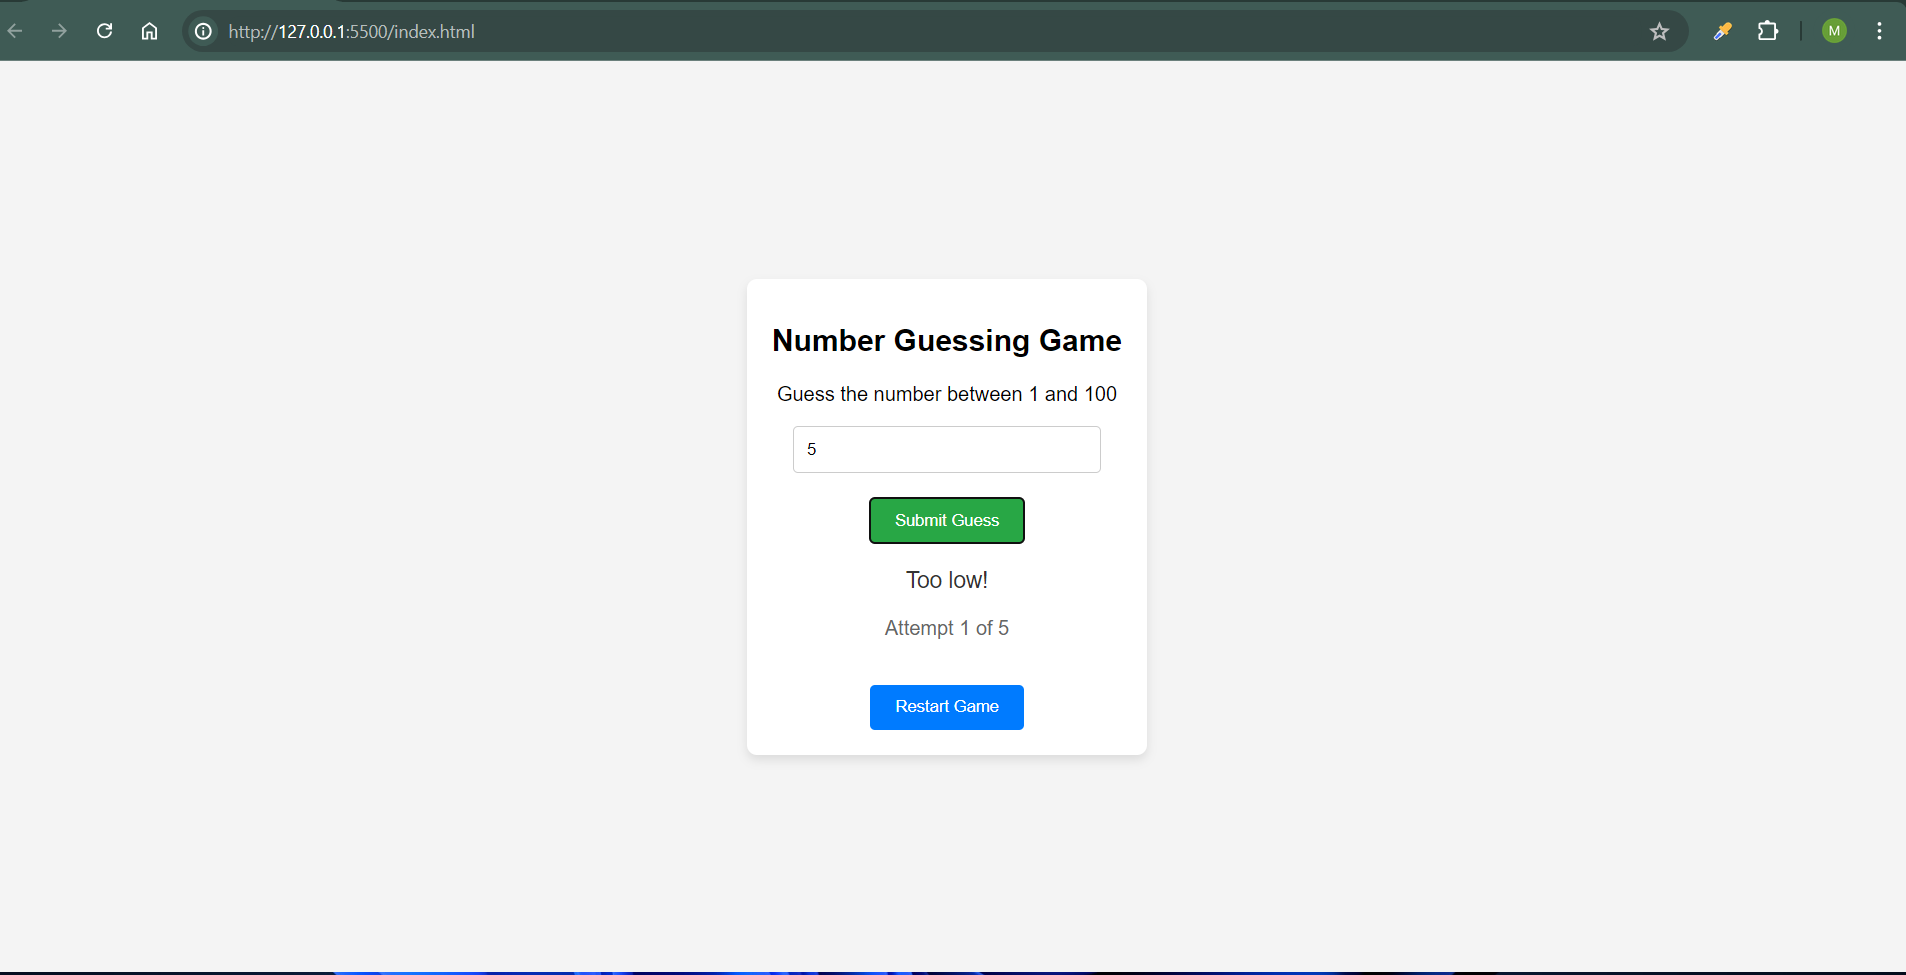 http://127.0.0.1:5500/index.html
M
Number Guessing Game
Guess the number between 1 and 100
5
Submit Guess
Too low!
Attempt 1 of 5
Restart Game